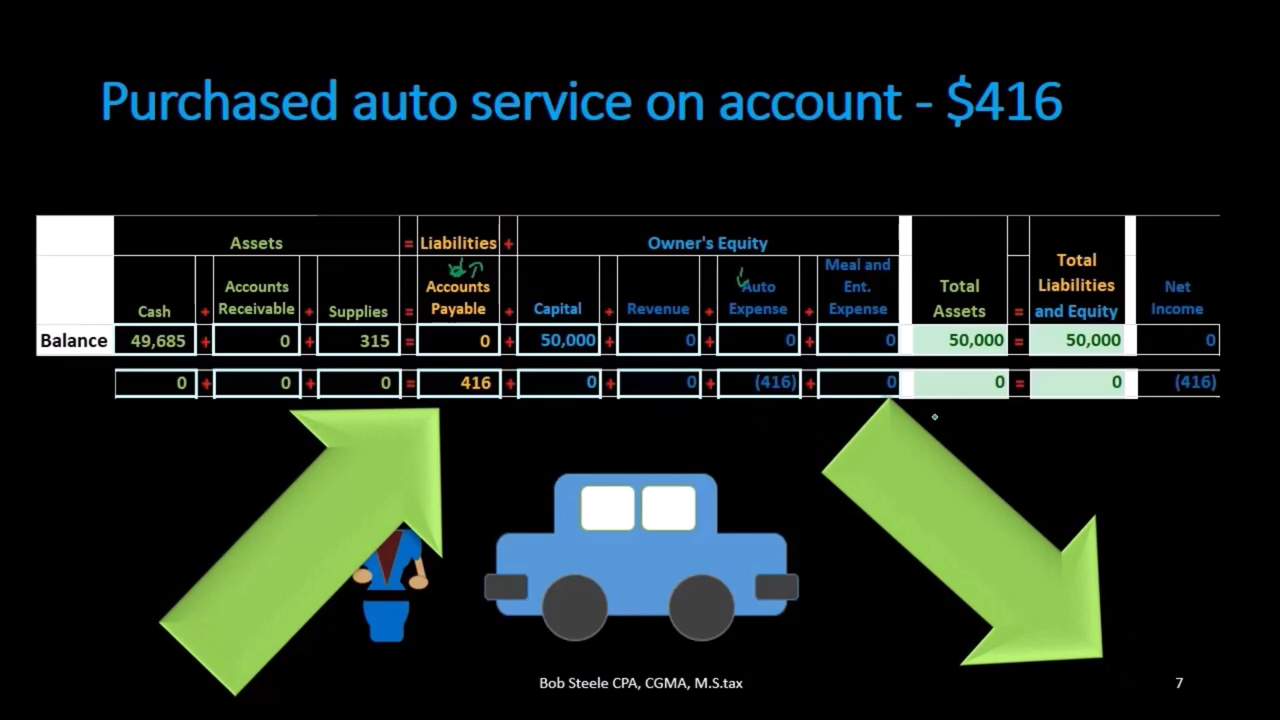 Purchased auto service on account - $416
Assets = Liabilities + Owner's Equity
Cash + Accounts Receivable + Supplies = Accounts Payable + Capital + Revenue + Auto Expense + Meal and Ent. Expense Total Assets = Total Liabilities and Equity Net Income
Balance 49,685 + 0 + 315 = 0 + 50,000 + 0 + 0 + 0 50,000 = 50,000 0
0 + 0 + 0 = 416 + 0 + 0 + (416) + 0 0 = 0 (416)
Bob Steele CPA, CGMA, M.S.tax
7